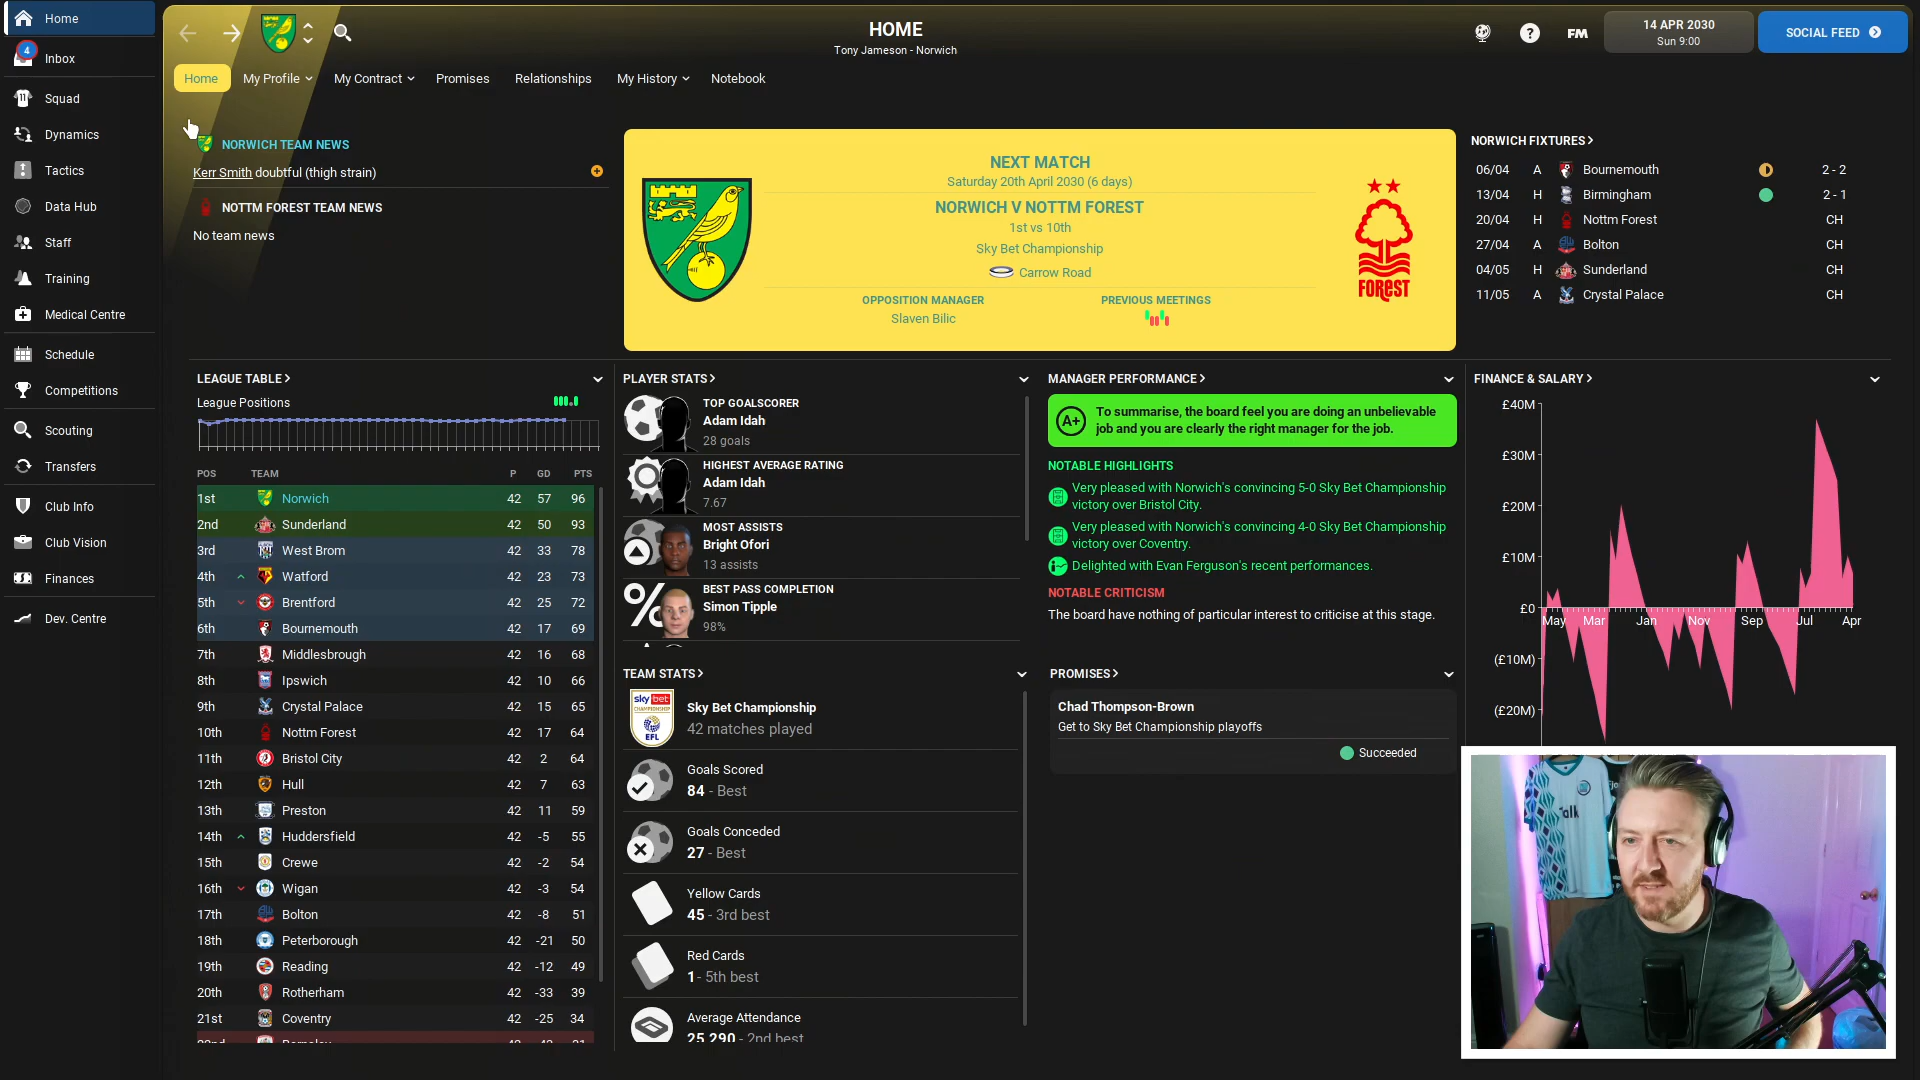 Home
4
Inbox
Squad
Dynamics
Tactics
Data Hub
Staff
Training
Medical Centre
Schedule
Competitions
Scouting
Transfers
Club Info
Club Vision
Finances
Dev. Centre
HOME
Tony Jameson - Norwich
FM
14 APR 2030
Sun 9:00
SOCIAL FEED
Home My Profile My Contract Promises Relationships My History Notebook
NORWICH TEAM NEWS
Kerr Smith doubtful (thigh strain)
NOTTM FOREST TEAM NEWS
No team news
NEXT MATCH
Saturday 20th April 2030 (6 days)
NORWICH V NOTTM FOREST
1st vs 10th
Sky Bet Championship
Carrow Road
OPPOSITION MANAGER
Slaven Bilic
PREVIOUS MEETINGS
FOREST
NORWICH FIXTURES
06/04 A Bournemouth 2 - 2
13/04 H Birmingham 2 - 1
20/04 H Nottm Forest CH
27/04 A Bolton CH
04/05 H Sunderland CH
11/05 A Crystal Palace CH
LEAGUE TABLE
League Positions
POS TEAM P GD PTS
1st Norwich 42 57 96
2nd Sunderland 42 50 93
3rd West Brom 42 33 78
4th Watford 42 23 73
5th Brentford 42 25 72
6th Bournemouth 42 17 69
7th Middlesbrough 42 16 68
8th Ipswich 42 10 66
9th Crystal Palace 42 15 65
10th Nottm Forest 42 17 64
11th Bristol City 42 2 64
12th Hull 42 7 63
13th Preston 42 11 59
14th Huddersfield 42 -5 55
15th Crewe 42 -2 54
16th Wigan 42 -3 54
17th Bolton 42 -8 51
18th Peterborough 42 -21 50
19th Reading 42 -12 49
20th Rotherham 42 -33 39
21st Coventry 42 -25 34
PLAYER STATS
TOP GOALSCORER
Adam Idah
28 goals
HIGHEST AVERAGE RATING
Adam Idah
7.67
MOST ASSISTS
Bright Ofori
13 assists
BEST PASS COMPLETION
Simon Tipple
98%
TEAM STATS
sky bet
CHAMPIONSHIP
EFL
Sky Bet Championship
42 matches played
Goals Scored
84 - Best
Goals Conceded
27 - Best
Yellow Cards
45 - 3rd best
Red Cards
1 - 5th best
Average Attendance
25,290 - 2nd best
MANAGER PERFORMANCE
A+
To summarise, the board feel you are doing an unbelievable
job and you are clearly the right manager for the job.
NOTABLE HIGHLIGHTS
Very pleased with Norwich's convincing 5-0 Sky Bet Championship
victory over Bristol City.
Very pleased with Norwich's convincing 4-0 Sky Bet Championship
victory over Coventry.
Delighted with Evan Ferguson's recent performances.
NOTABLE CRITICISM
The board have nothing of particular interest to criticise at this stage.
PROMISES
Chad Thompson-Brown
Get to Sky Bet Championship playoffs
Succeeded
FINANCE & SALARY
£40M
£30M
£20M
£10M
£0
May Mar Jan Nov Sep Jul Apr
(£10M)
(£20M)